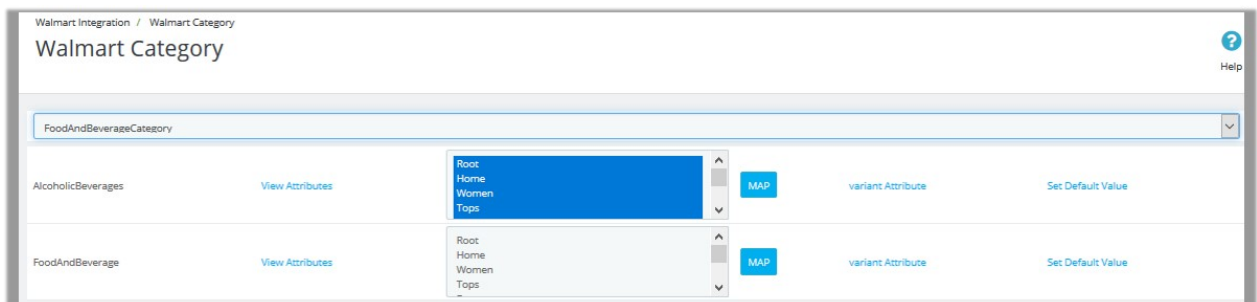 Walmart Integration / Walmart Category
Walmart Category
?
Help
FoodAndBeverageCategory
AlcoholicBeverages View Attributes Root Home Women Tops MAP variant Attribute Set Default Value
FoodAndBeverage View Attributes Root Home Women Tops MAP variant Attribute Set Default Value